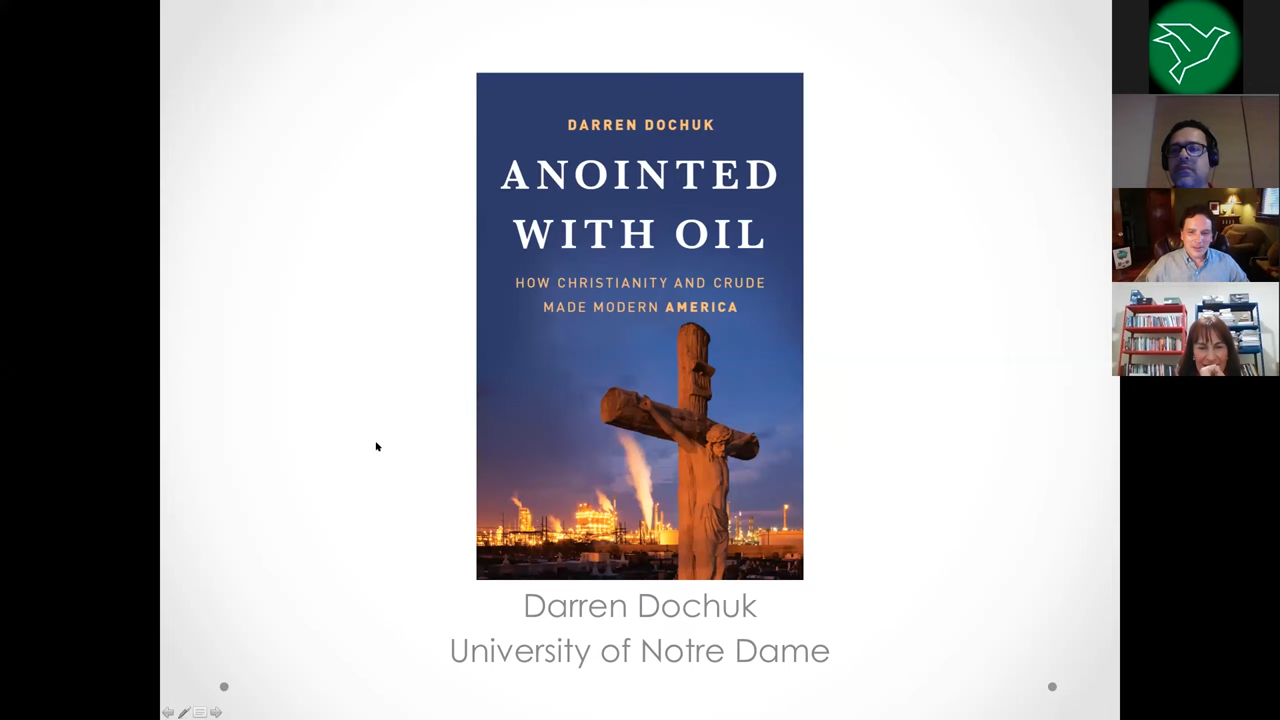 DARREN DOCHUK
ANOINTED
WITH OIL
HOW CHRISTIANITY AND CRUDE
MADE MODERN AMERICA
Darren Dochuk
University of Notre Dame